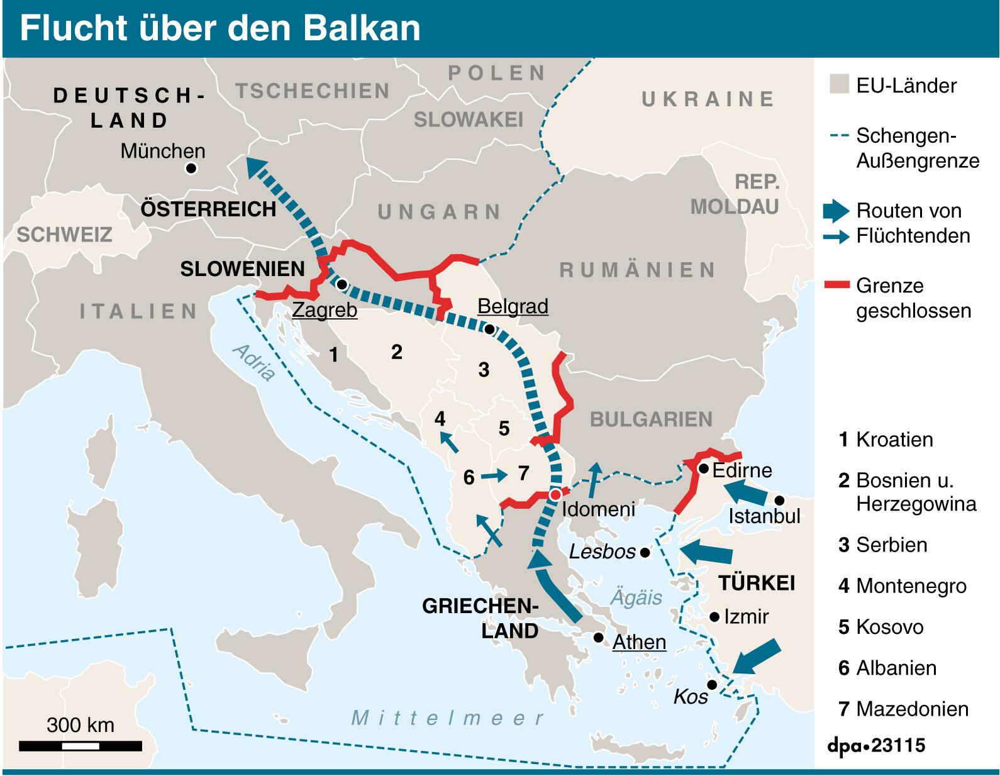 Flucht über den Balkan
DEUTSCH-
LAND
TSCHECHIEN
POLEN
SLOWAKEI
UKRAINE
München
ÖSTERREICH
SCHWEIZ
UNGARN
REP.
MOLDAU
SLOWENIEN
RUMÄNIEN
ITALIEN
Zagreb
Belgrad
Adria
1
2
3
4
5
6
7
BULGARIEN
Edirne
Idomeni
Istanbul
Lesbos
TÜRKEI
Ägäis
GRIECHEN-
LAND
Izmir
Athen
Kos
Mittelmeer
300 km
EU-Länder
Schengen-
Außengrenze
Routen von
Flüchtenden
Grenze
geschlossen
1 Kroatien
2 Bosnien u.
Herzegowina
3 Serbien
4 Montenegro
5 Kosovo
6 Albanien
7 Mazedonien
dpa•23115